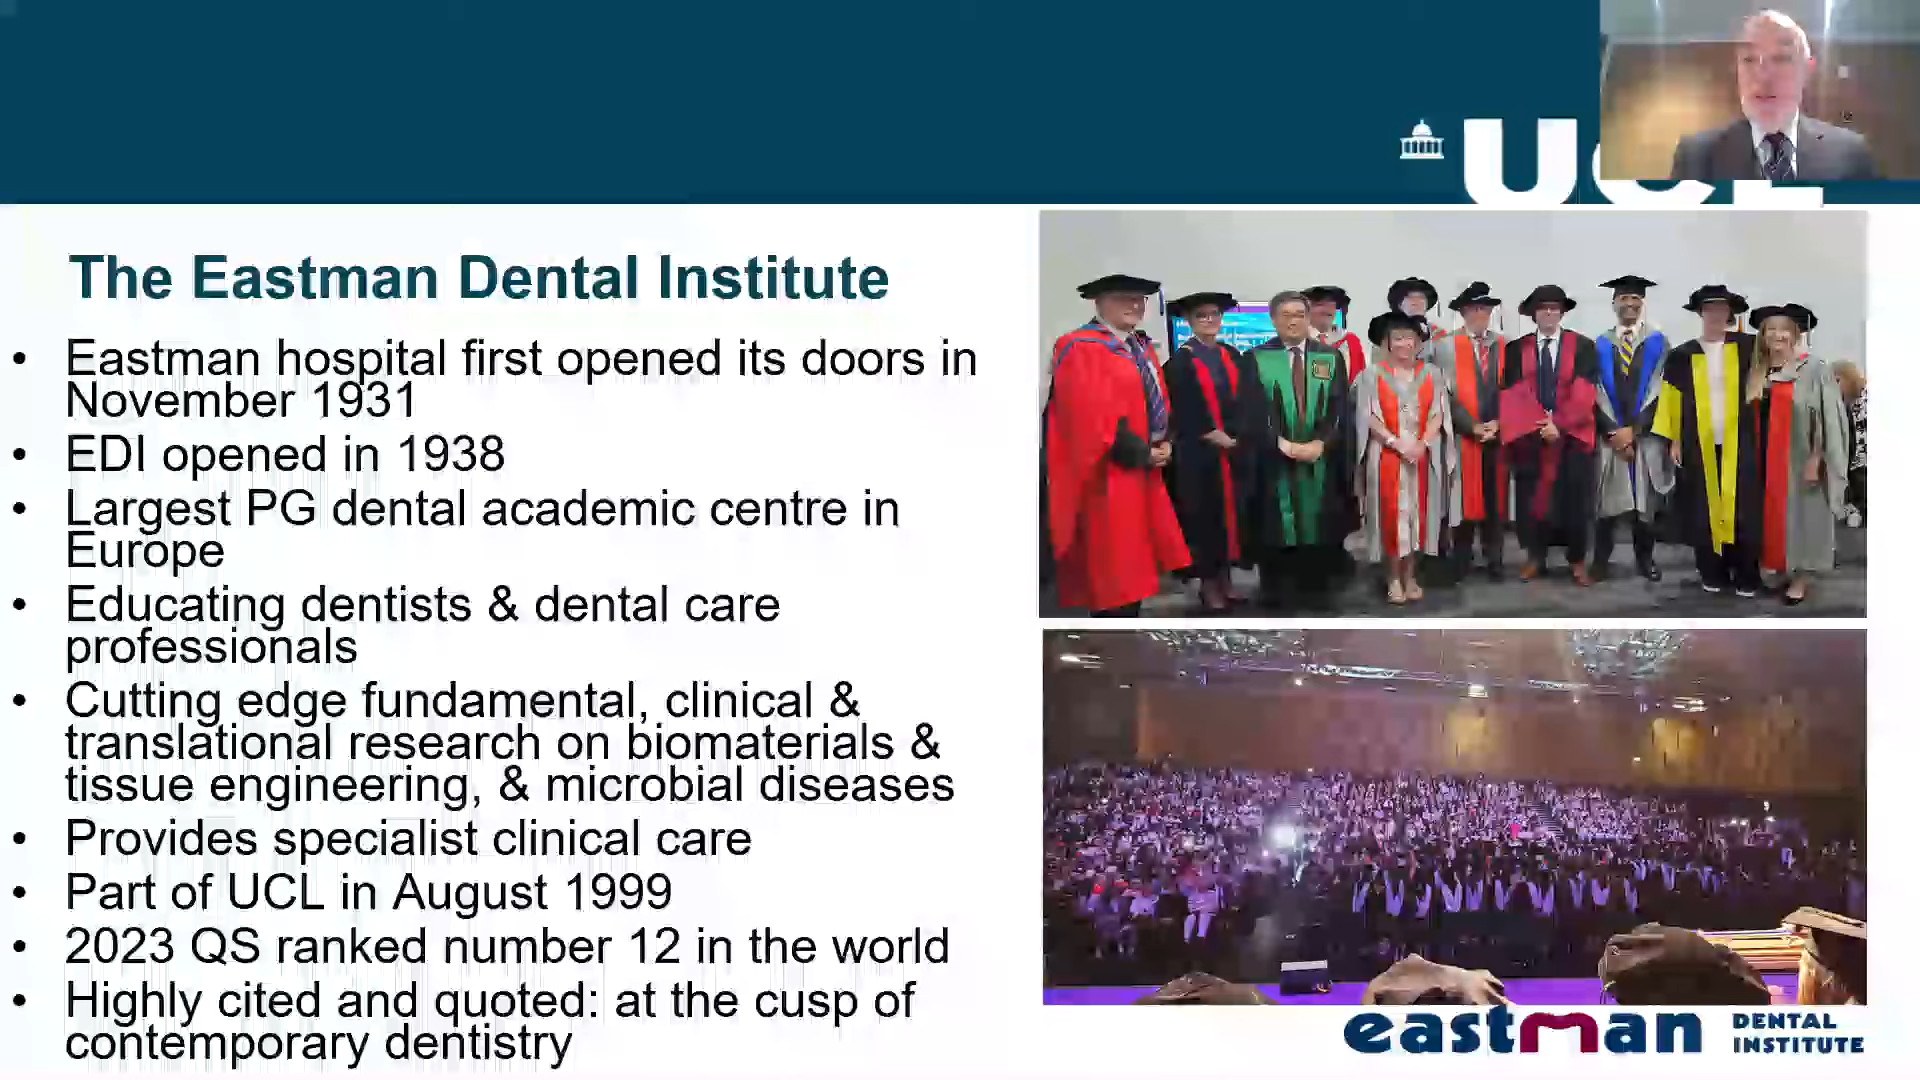 UCL
The Eastman Dental Institute
• Eastman hospital first opened its doors in
November 1931
• EDI opened in 1938
• Largest PG dental academic centre in
Europe
• Educating dentists & dental care
professionals
• Cutting edge fundamental, clinical &
translational research on biomaterials &
tissue engineering, & microbial diseases
• Provides specialist clinical care
• Part of UCL in August 1999
• 2023 QS ranked number 12 in the world
• Highly cited and quoted: at the cusp of
contemporary dentistry
eastman DENTAL
INSTITUTE